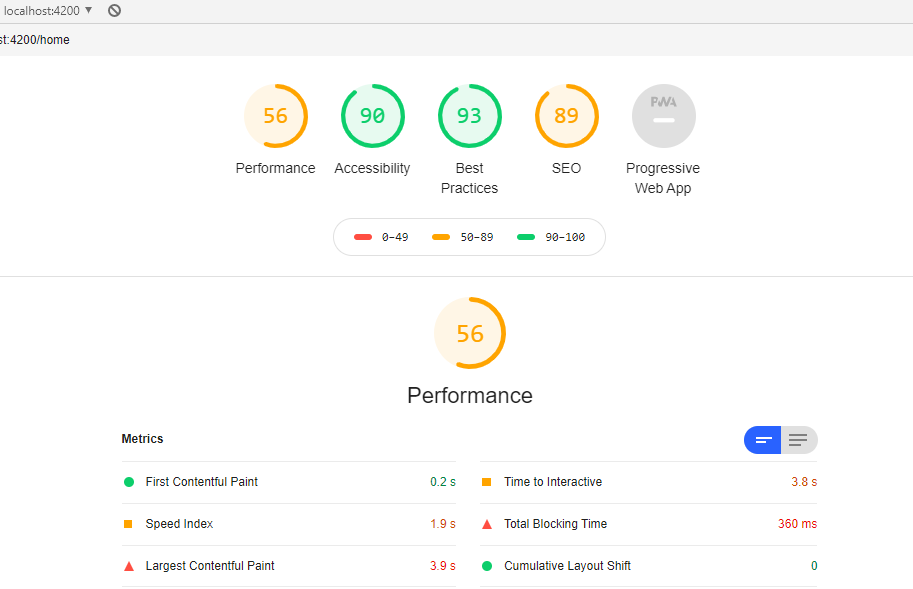 localhost:4200
st:4200/home
56 90 93 89 PWA
Performance Accessibility Best Practices SEO Progressive Web App
0–49 50–89 90–100
56
Performance
Metrics
First Contentful Paint 0.2 s
Time to Interactive 3.8 s
Speed Index 1.9 s
Total Blocking Time 360 ms
Largest Contentful Paint 3.9 s
Cumulative Layout Shift 0